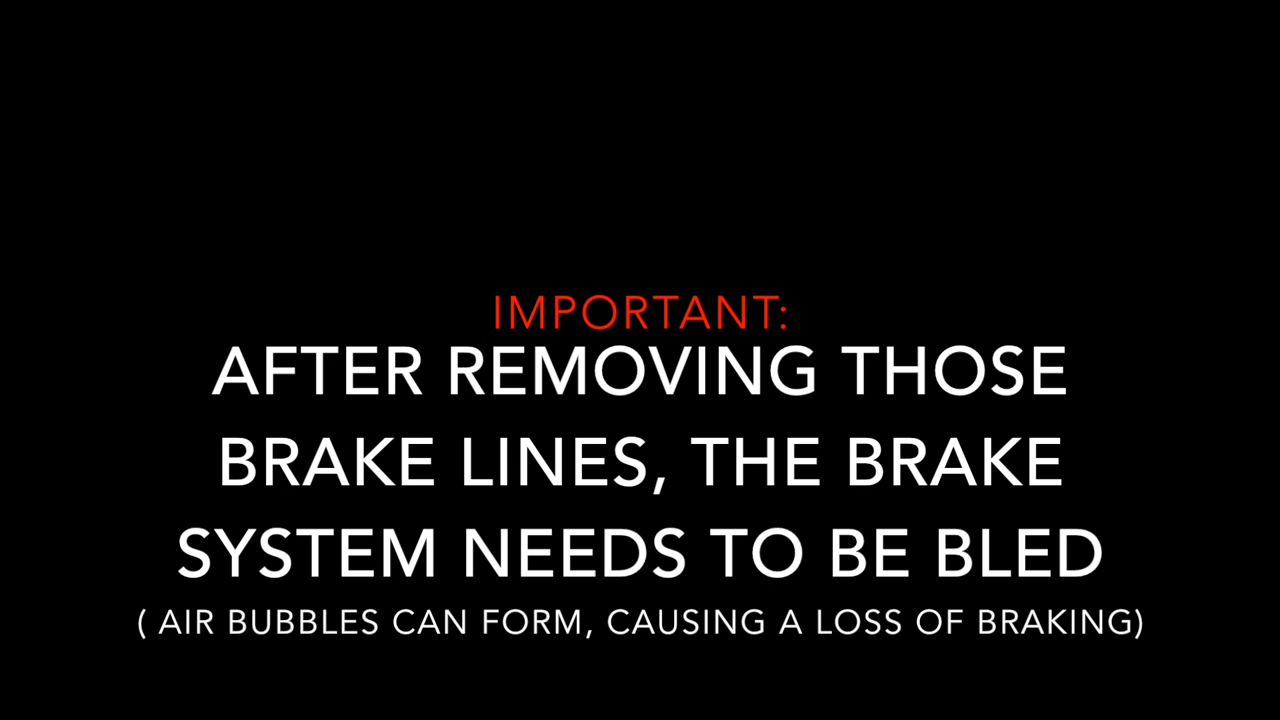 IMPORTANT:
AFTER REMOVING THOSE
BRAKE LINES, THE BRAKE
SYSTEM NEEDS TO BE BLED
( AIR BUBBLES CAN FORM, CAUSING A LOSS OF BRAKING)